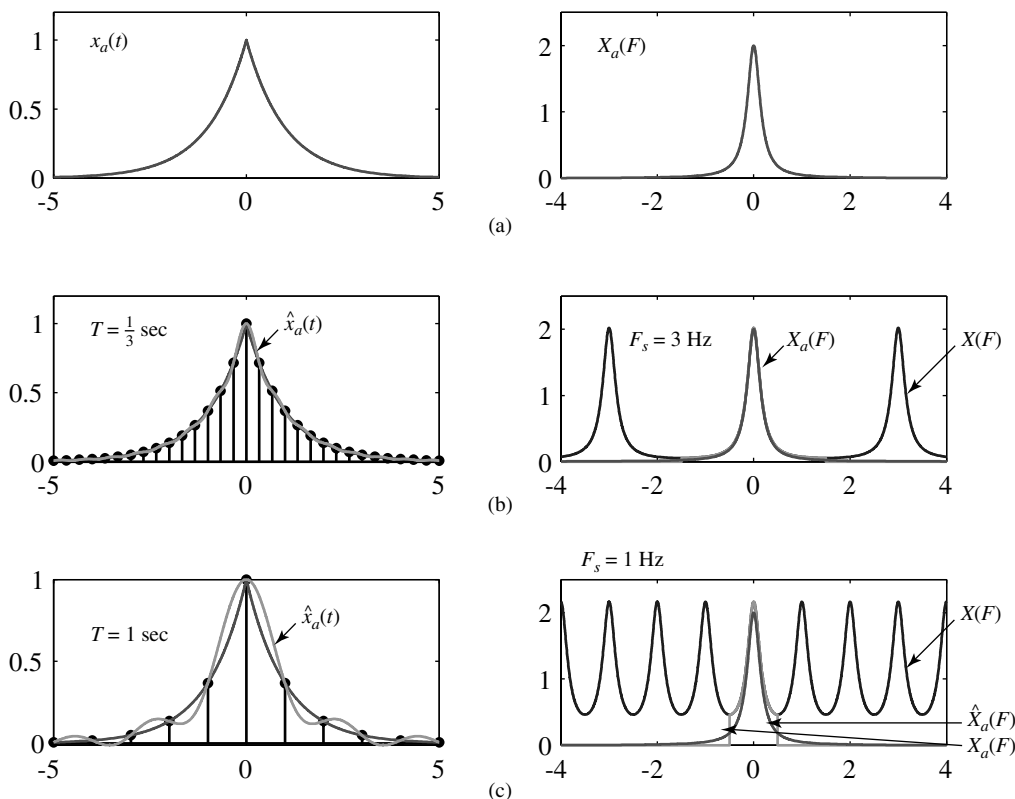 x_a(t)
1
0.5
0
-5
0
5
X_a(F)
2
1
0
-4
-2
0
2
4
(a)
T = 1/3 sec
x̂_a(t)
1
0.5
0
-5
0
5
F_s = 3 Hz
X_a(F)
X(F)
2
1
0
-4
-2
0
2
4
(b)
T = 1 sec
x̂_a(t)
1
0.5
0
-5
0
5
F_s = 1 Hz
X(F)
X̂_a(F)
X_a(F)
2
1
0
-4
-2
0
2
4
(c)